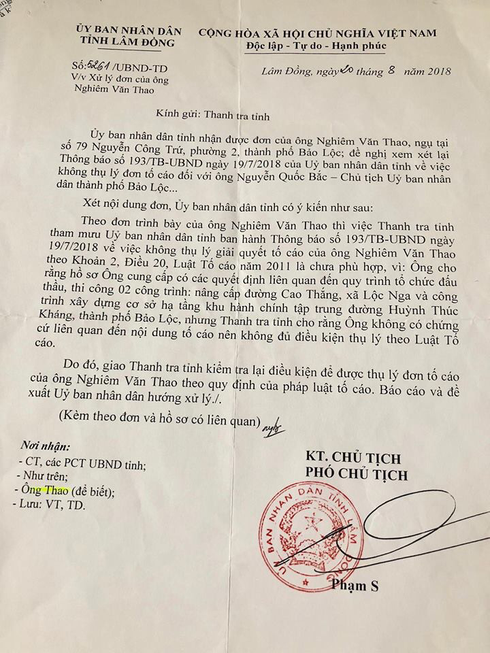 ỦY BAN NHÂN DÂN
TỈNH LÂM ĐỒNG
CỘNG HÒA XÃ HỘI CHỦ NGHĨA VIỆT NAM
Độc lập - Tự do - Hạnh phúc
Số: 5261 /UBND-TD
V/v Xử lý đơn của ông
Nghiêm Văn Thao
Lâm Đồng, ngày 20 tháng 8 năm 2018
Kính gửi: Thanh tra tỉnh
Ủy ban nhân dân tỉnh nhận được đơn của ông Nghiêm Văn Thao, ngụ tại
số 79 Nguyễn Công Trứ, phường 2, thành phố Bảo Lộc; đề nghị xem xét lại
Thông báo số 193/TB-UBND ngày 19/7/2018 của Uỷ ban nhân dân tỉnh về việc
không thụ lý đơn tố cáo đối với ông Nguyễn Quốc Bắc – Chủ tịch Uỷ ban nhân
dân thành phố Bảo Lộc...
Xét nội dung đơn, Ủy ban nhân dân tỉnh có ý kiến như sau:
Theo đơn trình bày của ông Nghiêm Văn Thao thì việc Thanh tra tỉnh
tham mưu Uỷ ban nhân dân tỉnh ban hành Thông báo số 193/TB-UBND ngày
19/7/2018 về việc không thụ lý giải quyết tố cáo của ông Nghiêm Văn Thao
theo Khoản 2, Điều 20, Luật Tố cáo năm 2011 là chưa phù hợp, vì: Ông cho
rằng hồ sơ Ông cung cấp có các quyết định liên quan đến quy trình tổ chức đấu
thầu, thi công 02 công trình: nâng cấp đường Cao Thắng, xã Lộc Nga và công
trình xây dựng cơ sở hạ tầng khu hành chính tập trung đường Huỳnh Thúc
Kháng, thành phố Bảo Lộc, nhưng Thanh tra tỉnh cho rằng Ông không có chứng
cứ liên quan đến nội dung tố cáo nên không đủ điều kiện thụ lý theo Luật Tố
cáo.
Do đó, giao Thanh tra tỉnh kiểm tra lại điều kiện để được thụ lý đơn tố cáo
của ông Nghiêm Văn Thao theo quy định của pháp luật tố cáo. Báo cáo và đề
xuất Uỷ ban nhân dân hướng xử lý./.
(Kèm theo đơn và hồ sơ có liên quan)
Nơi nhận:
- CT, các PCT UBND tỉnh;
- Như trên;
- Ông Thao (để biết);
- Lưu: VT, TD.
KT. CHỦ TỊCH
PHÓ CHỦ TỊCH
ỦY BAN NHÂN DÂN TỈNH LÂM ĐỒNG
Phạm S